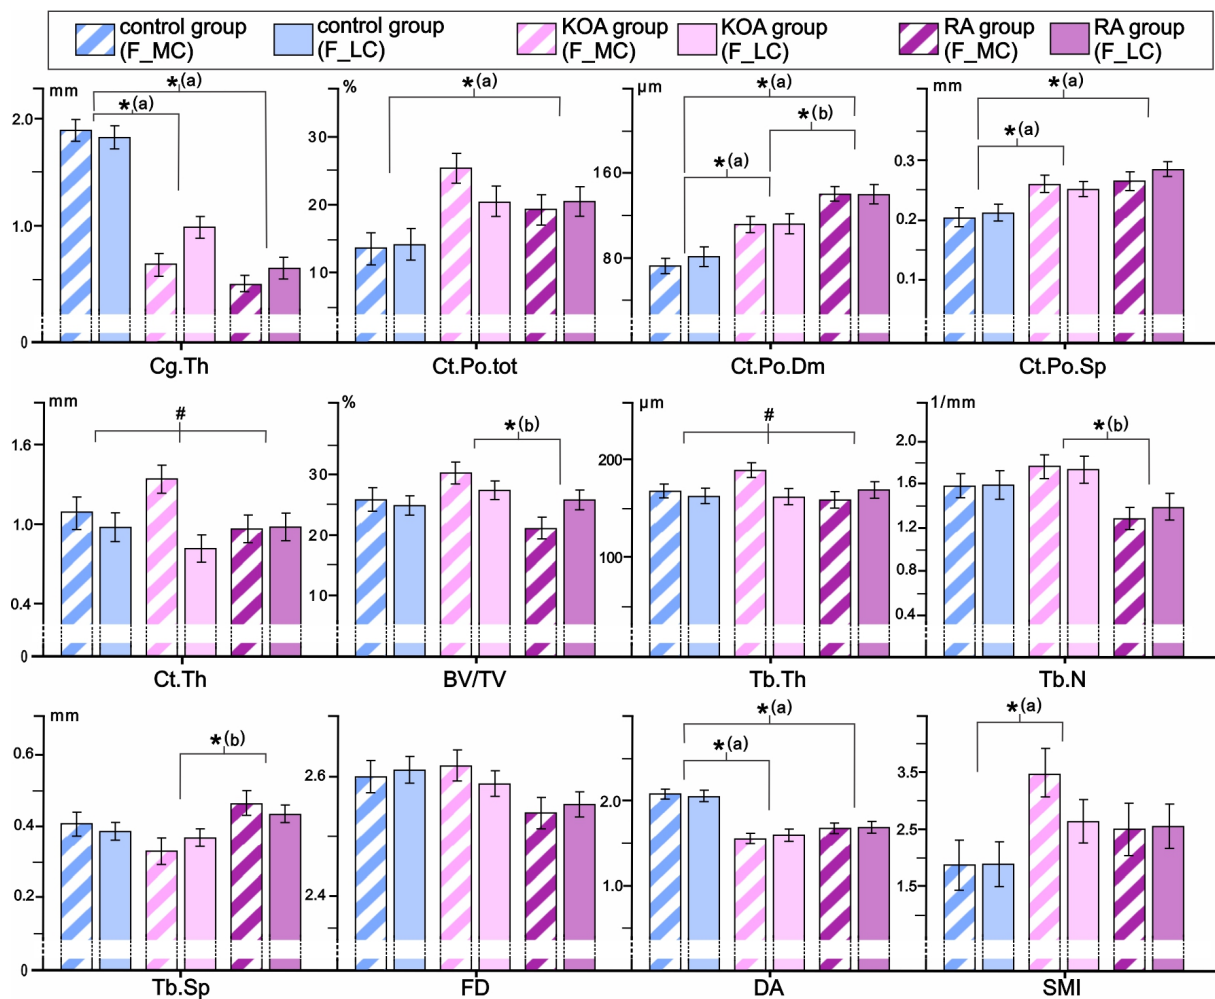 control group (F_MC)
control group (F_LC)
KOA group (F_MC)
KOA group (F_LC)
RA group (F_MC)
RA group (F_LC)
mm
*(a)
*(a)
2.0
1.0
0
Cg.Th
%
*(a)
30
20
10
Ct.Po.tot
µm
*(a)
*(b)
*(a)
160
80
Ct.Po.Dm
mm
*(a)
*(a)
0.3
0.2
0.1
Ct.Po.Sp
mm
#
1.6
1.0
0.4
0
Ct.Th
%
*(b)
30
20
10
BV/TV
µm
#
200
100
Tb.Th
1/mm
*(b)
2.0
1.6
1.2
0.8
0.4
Tb.N
mm
*(b)
0.6
0.4
0.2
0
Tb.Sp
2.6
2.4
FD
*(a)
*(a)
2.0
1.0
DA
*(a)
3.5
2.5
1.5
SMI